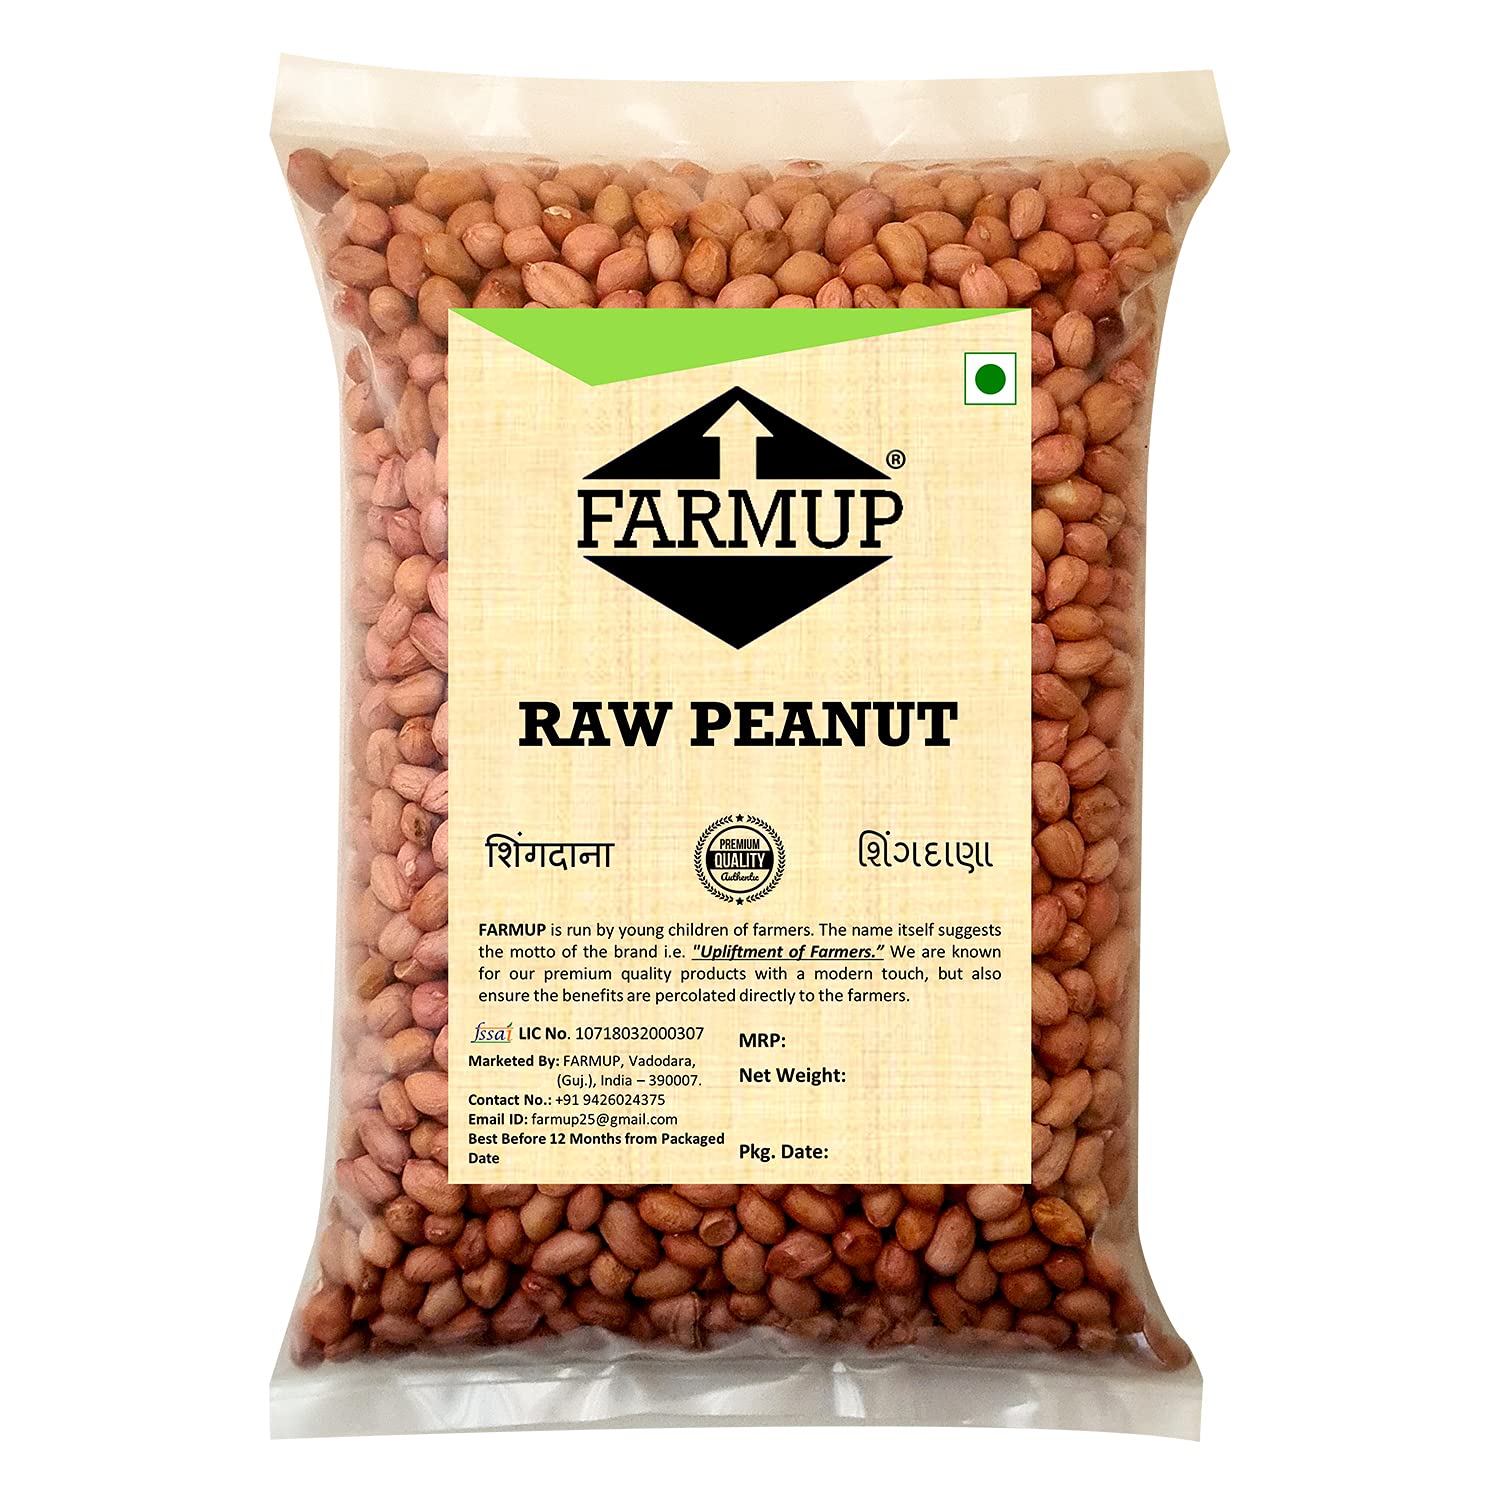 FARMUP®
RAW PEANUT
शिंगदाना
PREMIUM
QUALITY
Authentic
શિંગદાણા
FARMUP is run by young children of farmers. The name itself suggests
the motto of the brand i.e. "Upliftment of Farmers.” We are known
for our premium quality products with a modern touch, but also
ensure the benefits are percolated directly to the farmers.
fssai LIC No. 10718032000307
Marketed By: FARMUP, Vadodara,
(Guj.), India – 390007.
Contact No.: +91 9426024375
Email ID: farmup25@gmail.com
Best Before 12 Months from Packaged
Date
MRP:
Net Weight:
Pkg. Date: